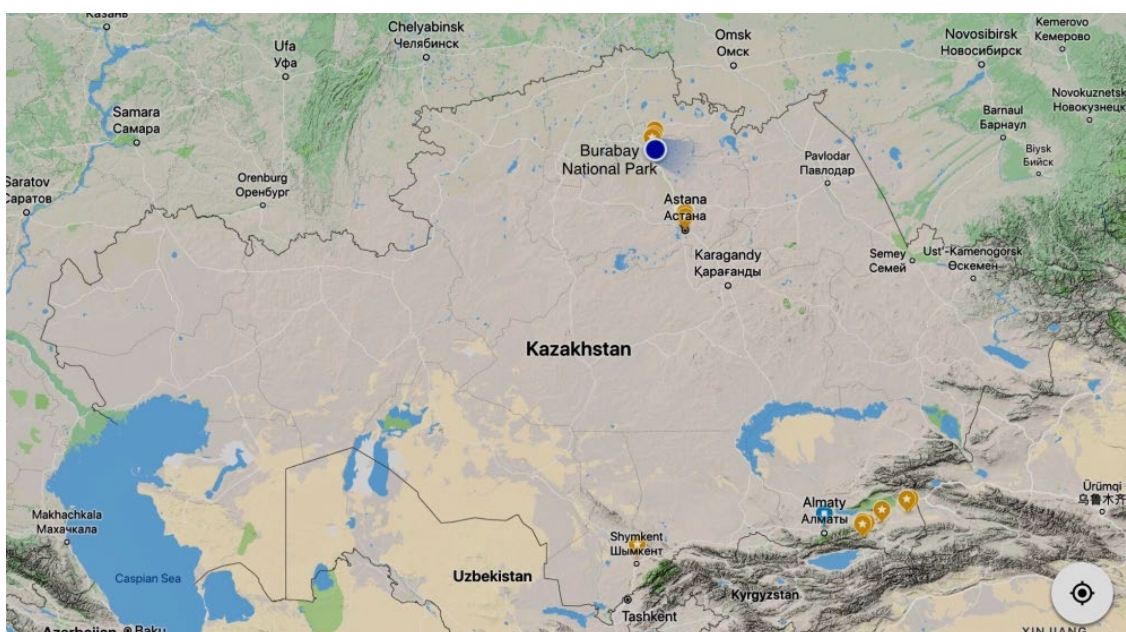 Казань
Chelyabinsk
Челябинск
Ufa
Уфа
Omsk
Омск
Novosibirsk
Новосибирск
Kemerovo
Кемерово
Novokuznetsk
Новокузнецк
Samara
Самара
Barnaul
Барнаул
Biysk
Бийск
Burabay
National Park
Pavlodar
Павлодар
Orenburg
Оренбург
Saratov
Саратов
Astana
Астана
Karagandy
Қарағанды
Semey
Семей
Ust'-Kamenogorsk
Өскемен
Kazakhstan
Almaty
Алматы
Ürümqi
乌鲁木齐
Makhachkala
Махачкала
Shymkent
Шымкент
Caspian Sea
Uzbekistan
Kyrgyzstan
Tashkent
Azerbaijan
Baku
XINJIANG